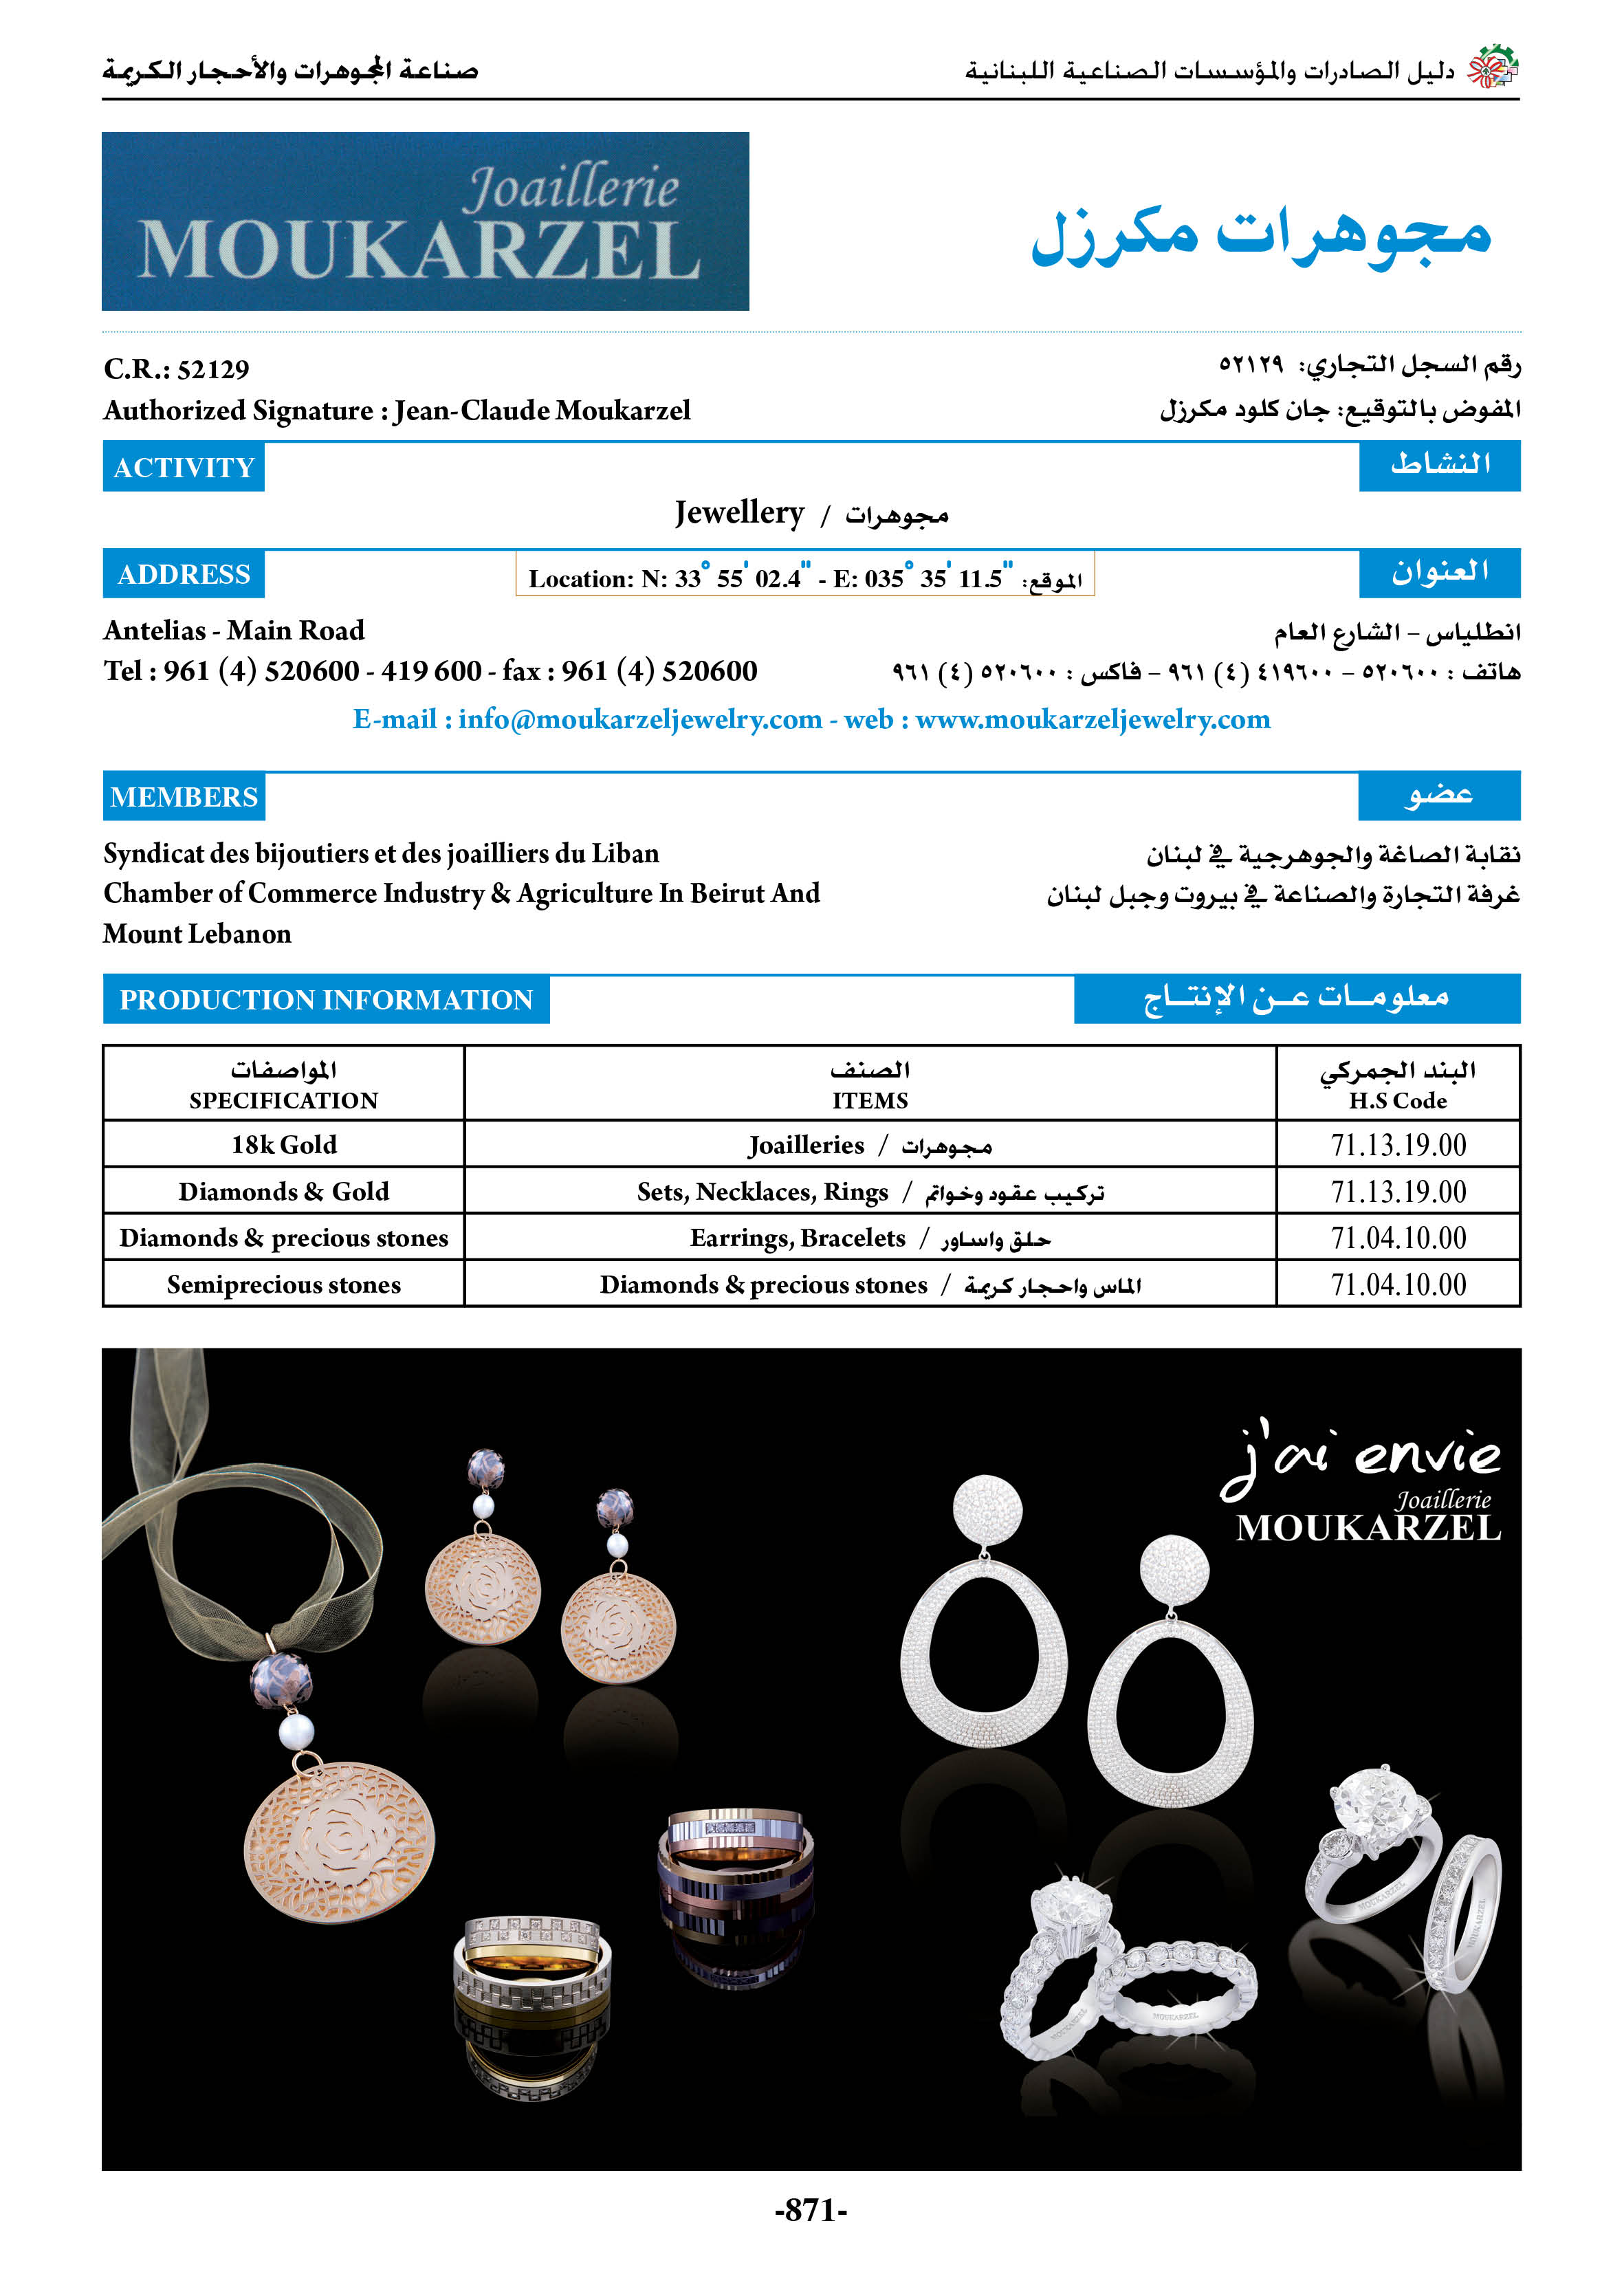 دليل الصادرات والمؤسسات الصناعية اللبنانية
صناعة المجوهرات والأحجار الكريمة
Joaillerie
MOUKARZEL
مجوهرات مكرزل
C.R.: 52129
رقم السجل التجاري: ٥٢١٢٩
Authorized Signature : Jean-Claude Moukarzel
المفوض بالتوقيع: جان كلود مكرزل
ACTIVITY
النشاط
Jewellery / مجوهرات
ADDRESS
Location: N: 33° 55' 02.4" - E: 035° 35' 11.5" :الموقع
العنوان
Antelias - Main Road
انطلياس – الشارع العام
Tel : 961 (4) 520600 - 419 600 - fax : 961 (4) 520600
هاتف : ٥٢٠٦٠٠ – ٤١٩٦٠٠ (٤) ٩٦١ – فاكس : ٥٢٠٦٠٠ (٤) ٩٦١
E-mail : info@moukarzeljewelry.com - web : www.moukarzeljewelry.com
MEMBERS
عضو
Syndicat des bijoutiers et des joailliers du Liban
نقابة الصاغة والجوهرجية في لبنان
Chamber of Commerce Industry & Agriculture In Beirut And
Mount Lebanon
غرفة التجارة والصناعة في بيروت وجبل لبنان
PRODUCTION INFORMATION
معلومــات عــن الإنتــاج
المواصفات
SPECIFICATION
الصنف
ITEMS
البند الجمركي
H.S Code
18k Gold
Joailleries / مجوهرات
71.13.19.00
Diamonds & Gold
Sets, Necklaces, Rings / تركيب عقود وخواتم
71.13.19.00
Diamonds & precious stones
Earrings, Bracelets / حلق واساور
71.04.10.00
Semiprecious stones
Diamonds & precious stones / الماس واحجار كريمة
71.04.10.00
j'ai envie
Joaillerie
MOUKARZEL
MOUKARZEL
MOUKARZEL
MOUKARZEL
MOUKARZEL
-871-